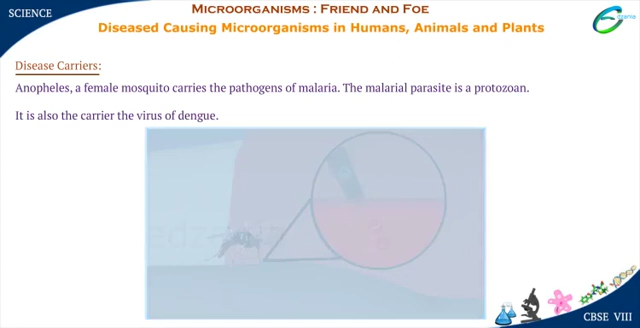 SCIENCE
Microorganisms : Friend and Foe
Diseased Causing Microorganisms in Humans, Animals and Plants
Disease Carriers:
Anopheles, a female mosquito carries the pathogens of malaria. The malarial parasite is a protozoan.
It is also the carrier the virus of dengue.
CBSE VIII